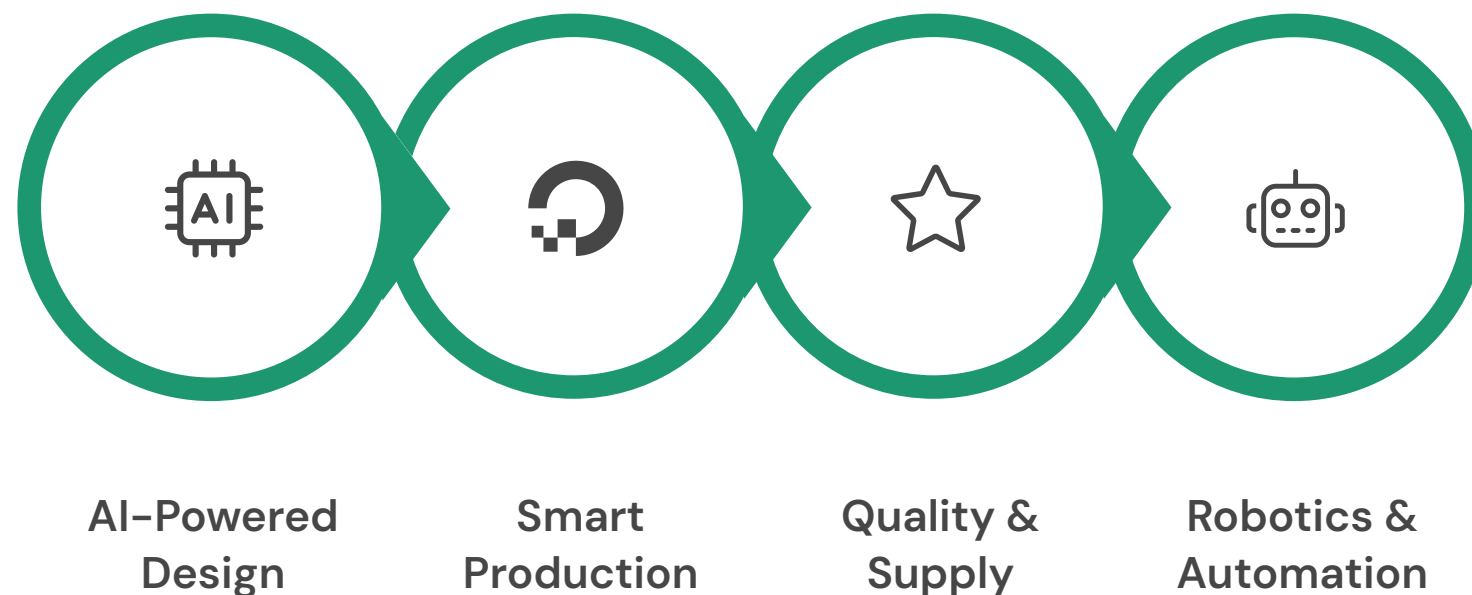 AI
AI-Powered
Design
Smart
Production
Quality &
Supply
Robotics &
Automation